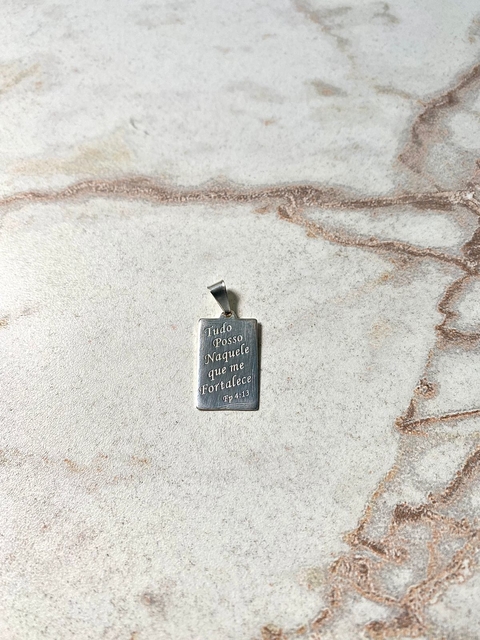 Tudo
Posso
Naquele
que me
Fortalece
Fp 4:13